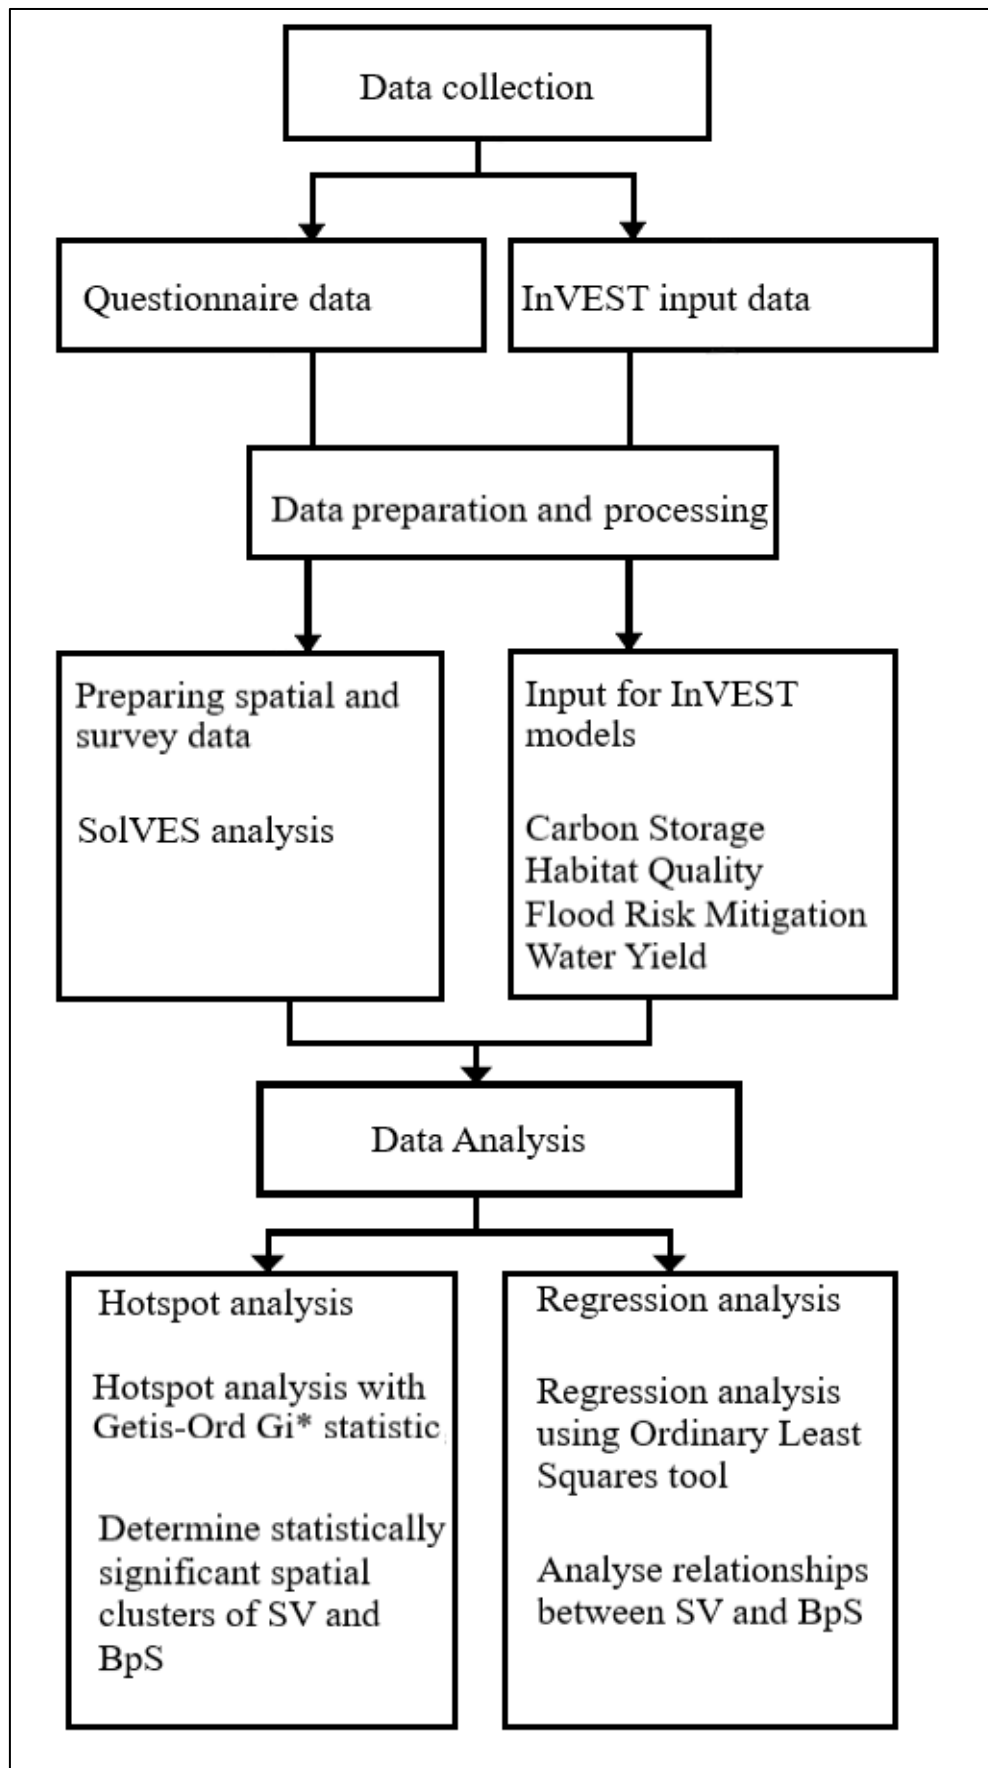 Data collection
Questionnaire data
InVEST input data
Data preparation and processing
Preparing spatial and
survey data
SolVES analysis
Input for InVEST
models
Carbon Storage
Habitat Quality
Flood Risk Mitigation
Water Yield
Data Analysis
Hotspot analysis
Hotspot analysis with
Getis-Ord Gi* statistic
Determine statistically
significant spatial
clusters of SV and
BpS
Regression analysis
Regression analysis
using Ordinary Least
Squares tool
Analyse relationships
between SV and BpS